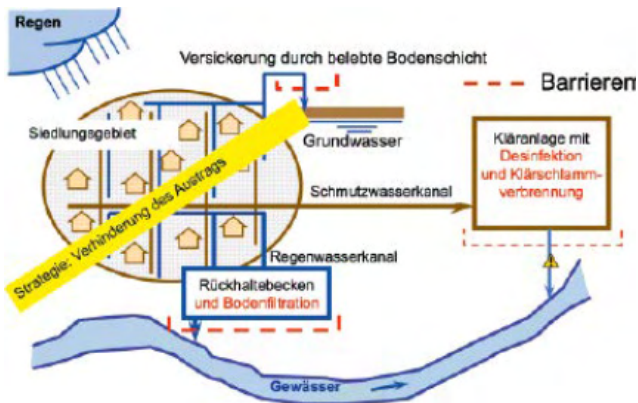 Regen
Versickerung durch belebte Bodenschicht
Barrieren
Siedlungsgebiet
Grundwasser
Kläranlage mit
Desinfektion
und Klärschlamm-
verbrennung
Strategie: Verhinderung des Austrags
Schmutzwasserkanal
Regenwasserkanal
Rückhaltebecken
und Bodenfiltration
Gewässer